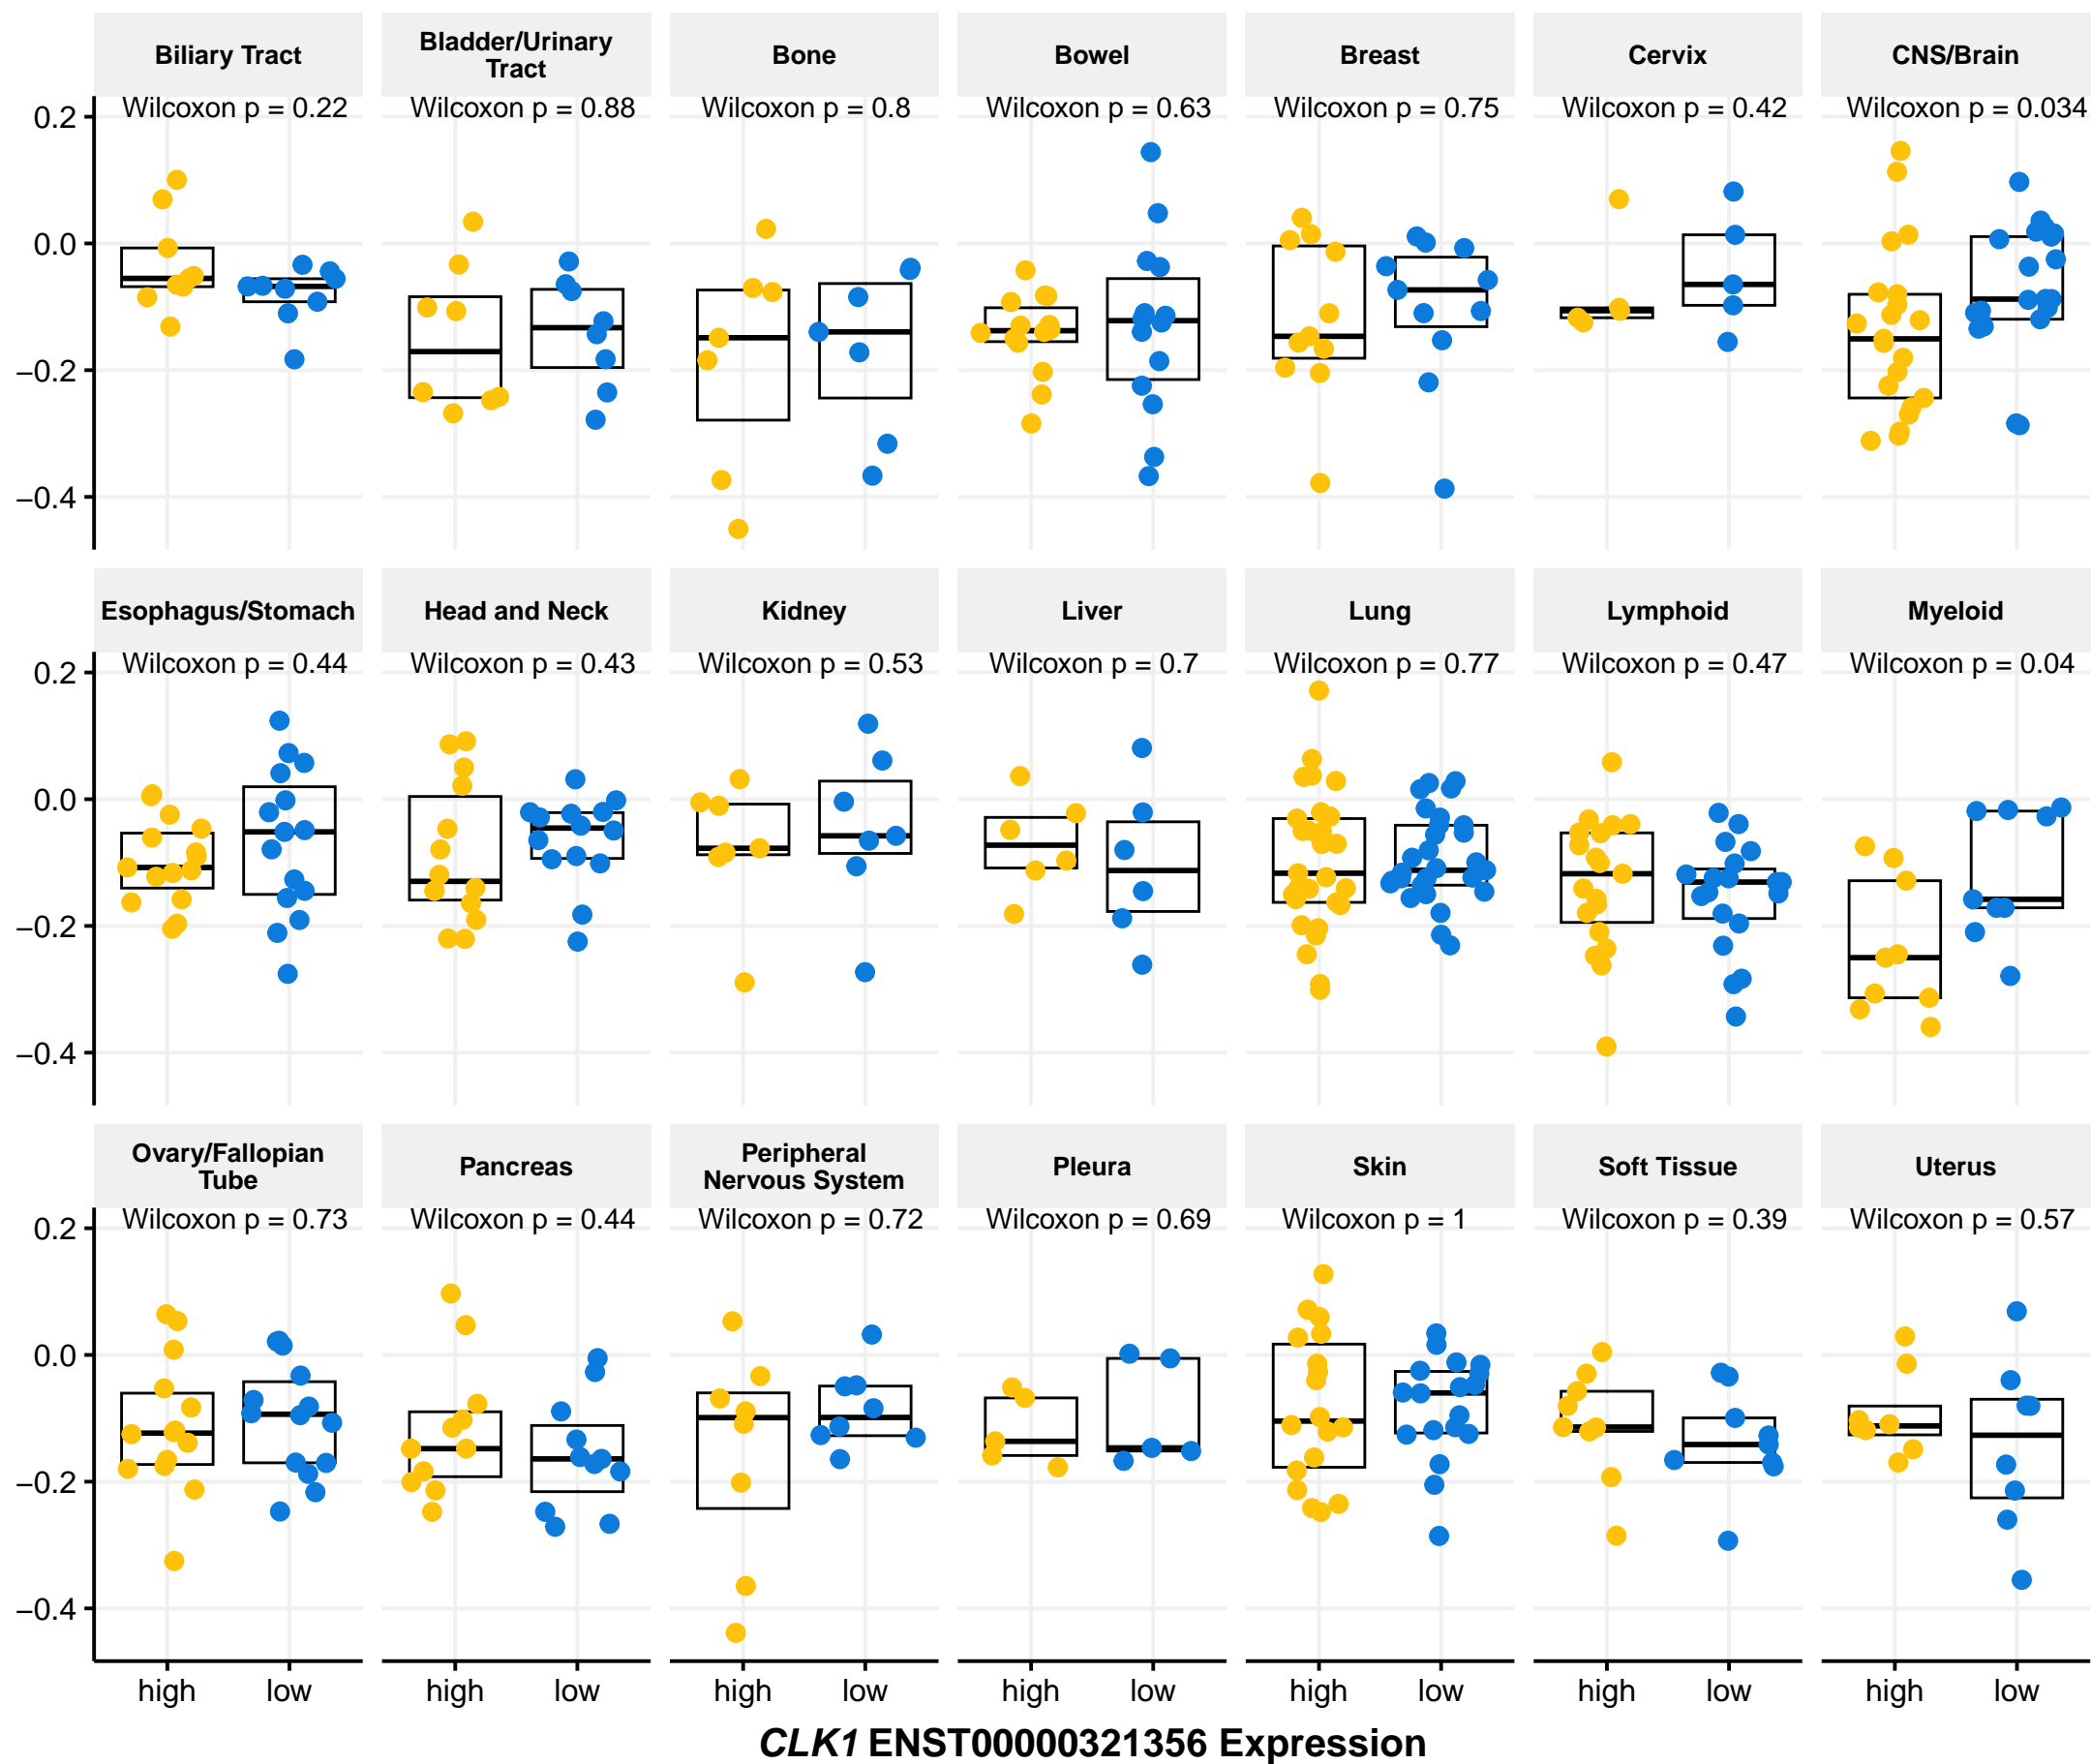 Biliary Tract
Bladder/Urinary
Tract
Bone
Bowel
Breast
Cervix
CNS/Brain
Wilcoxon p = 0.22
Wilcoxon p = 0.88
Wilcoxon p = 0.8
Wilcoxon p = 0.63
Wilcoxon p = 0.75
Wilcoxon p = 0.42
Wilcoxon p = 0.034
0.2
0.0
−0.2
−0.4
Esophagus/Stomach
Head and Neck
Kidney
Liver
Lung
Lymphoid
Myeloid
Wilcoxon p = 0.44
Wilcoxon p = 0.43
Wilcoxon p = 0.53
Wilcoxon p = 0.7
Wilcoxon p = 0.77
Wilcoxon p = 0.47
Wilcoxon p = 0.04
0.2
0.0
−0.2
−0.4
Ovary/Fallopian
Tube
Pancreas
Peripheral
Nervous System
Pleura
Skin
Soft Tissue
Uterus
Wilcoxon p = 0.73
Wilcoxon p = 0.44
Wilcoxon p = 0.72
Wilcoxon p = 0.69
Wilcoxon p = 1
Wilcoxon p = 0.39
Wilcoxon p = 0.57
0.2
0.0
−0.2
−0.4
high low high low high low high low high low high low high low
CLK1 ENST00000321356 Expression